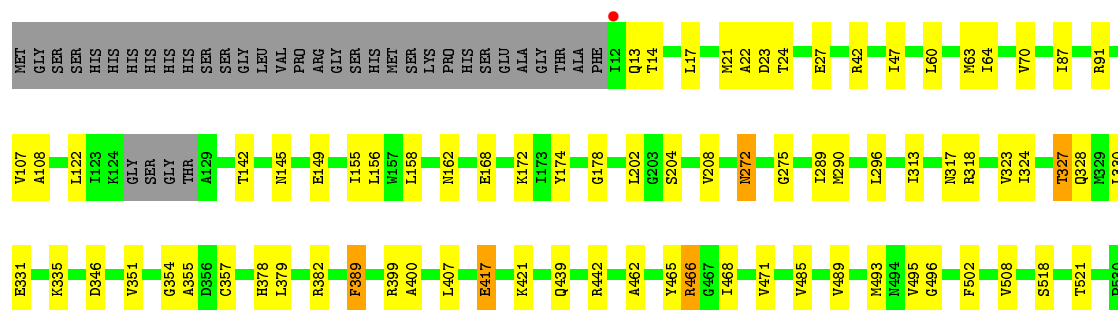 MET GLY SER SER HIS HIS HIS HIS HIS HIS SER SER GLY LEU VAL PRO ARG GLY SER HIS MET SER LYS PRO HIS SER GLU ALA GLY THR ALA PHE I12 Q13 T14 L17 M21 A22 D23 T24 E27 R42 I47 L60 M63 I64 V70 I87 R91
V107 A108 L122 I123 K124 GLY SER GLY THR A129 T142 N145 E149 I155 L156 W157 L158 N162 E168 K172 I173 Y174 G178 L202 G203 S204 V208 N272 G275 I289 M290 L296 I313 N317 R318 V323 I324 T327 Q328 M329
E331 K335 D346 V351 G354 A355 D356 C357 H378 L379 R382 F389 R399 A400 L407 E417 K421 Q439 R442 A462 Y465 R466 G467 I468 V471 V485 V489 M493 N494 V495 G496 F502 V508 S518 T521